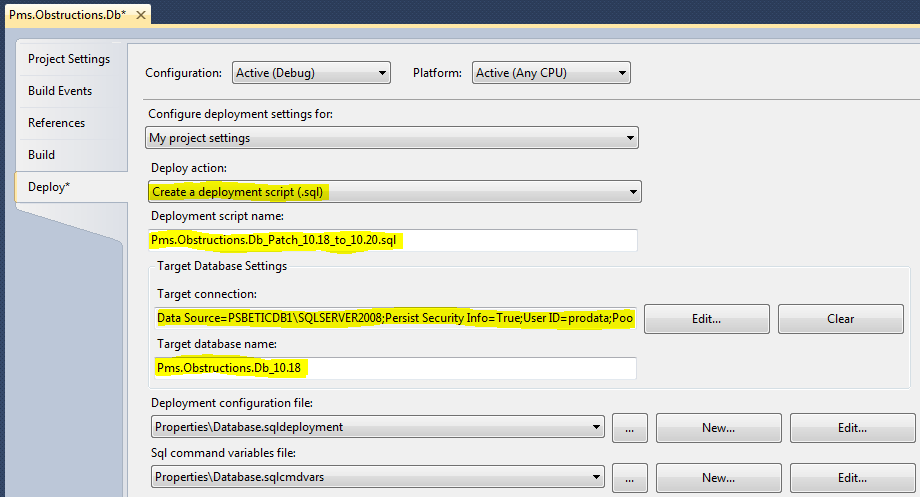 Pms.Obstructions.Db*
Project Settings
Build Events
References
Build
Deploy*
Configuration: Active (Debug) Platform: Active (Any CPU)
Configure deployment settings for:
My project settings
Deploy action:
Create a deployment script (.sql)
Deployment script name:
Pms.Obstructions.Db_Patch_10.18_to_10.20.sql
Target Database Settings
Target connection:
Data Source=PSBETICDB1\SQLSERVER2008;Persist Security Info=True;User ID=prodata;Poo Edit... Clear
Target database name:
Pms.Obstructions.Db_10.18
Deployment configuration file:
Properties\Database.sqldeployment ... New... Edit...
Sql command variables file:
Properties\Database.sqlcmdvars ... New... Edit...